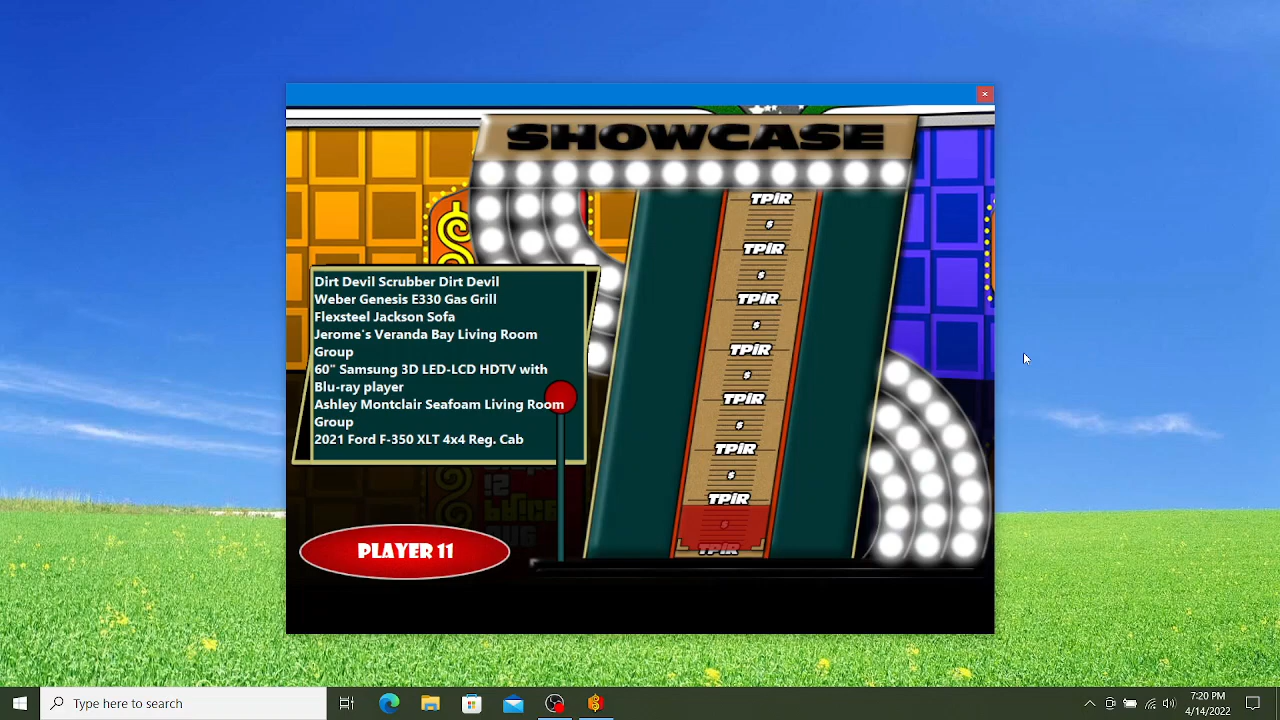 SHOWCASE
TPiR
$
TPiR
$
TPiR
$
TPiR
$
TPiR
$
TPiR
$
TPiR
$
TPiR
Dirt Devil Scrubber Dirt Devil
Weber Genesis E330 Gas Grill
Flexsteel Jackson Sofa
Jerome's Veranda Bay Living Room
Group
60" Samsung 3D LED-LCD HDTV with
Blu-ray player
Ashley Montclair Seafoam Living Room
Group
2021 Ford F-350 XLT 4x4 Reg. Cab
PLAYER 11
Type here to search
7:20 PM
4/14/2022